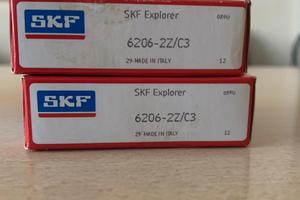 SKF
SKF Explorer
6206-2Z/C3
29-MADE IN ITALY
12
SKF
SKF Explorer
6206-2Z/C3
29-MADE IN ITALY
12